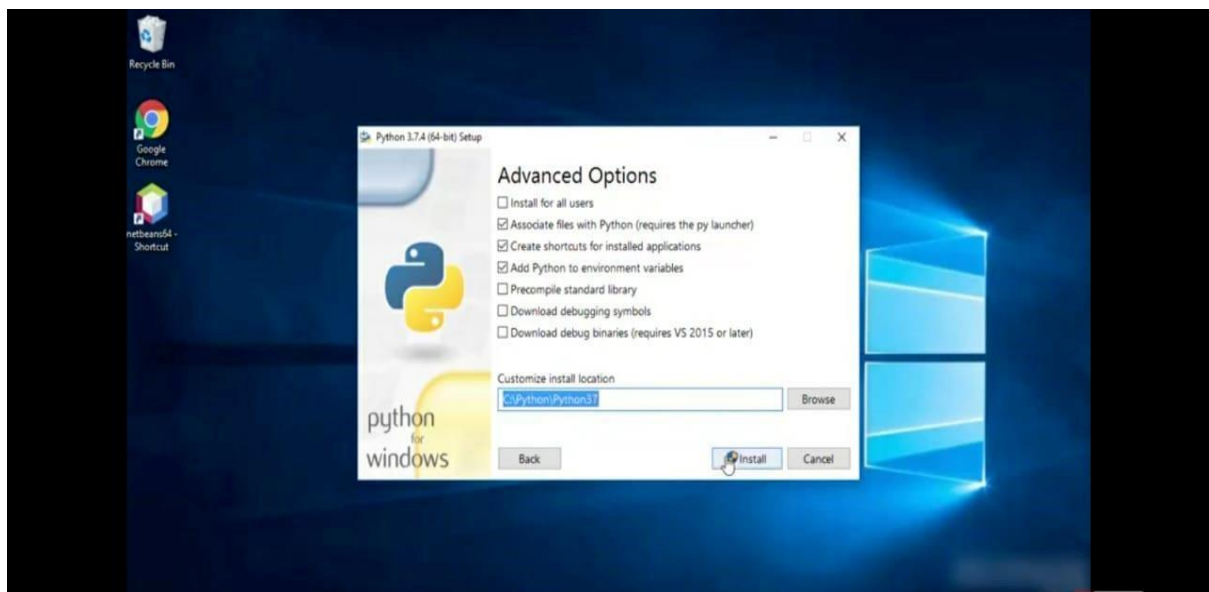 Recycle Bin
Google
Chrome
netbeans64 -
Shortcut
Python 3.7.4 (64-bit) Setup
Advanced Options
Install for all users
Associate files with Python (requires the py launcher)
Create shortcuts for installed applications
Add Python to environment variables
Precompile standard library
Download debugging symbols
Download debug binaries (requires VS 2015 or later)
Customize install location
C:\Python\Python37
Browse
python
for
windows
Back
Install
Cancel